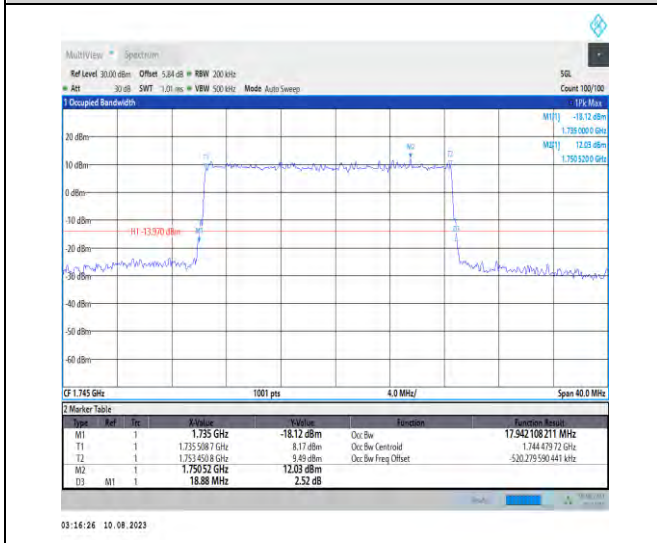 MultiView Spectrum
Ref Level 30.00 dBm Offset 5.84 dB RBW 200 kHz SGL
Att 30 dB SWT 1.01 ms VBW 500 kHz Mode Auto Sweep Count 100/100
1 Occupied Bandwidth 1Pk Max
M1[1] -18.12 dBm
1.735 000 0 GHz
M2[1] 12.03 dBm
1.750 520 0 GHz
20 dBm
M2
10 dBm
0 dBm
-10 dBm
H1 -13.970 dBm
-20 dBm
-30 dBm
-40 dBm
-50 dBm
-60 dBm
CF 1.745 GHz 1001 pts 4.0 MHz/ Span 40.0 MHz
2 Marker Table
Type Ref Trc X-Value Y-Value Function Function Result
M1 1 1.735 GHz -18.12 dBm Occ Bw 17.942 108 211 MHz
T1 1 1.735 508 7 GHz 8.17 dBm Occ Bw Centroid 1.744 479 72 GHz
T2 1 1.753 450 8 GHz 9.49 dBm Occ Bw Freq Offset -520.279 590 441 kHz
M2 1 1.750 52 GHz 12.03 dBm
D3 M1 1 18.88 MHz 2.52 dB
03:16:26 10.08.2023